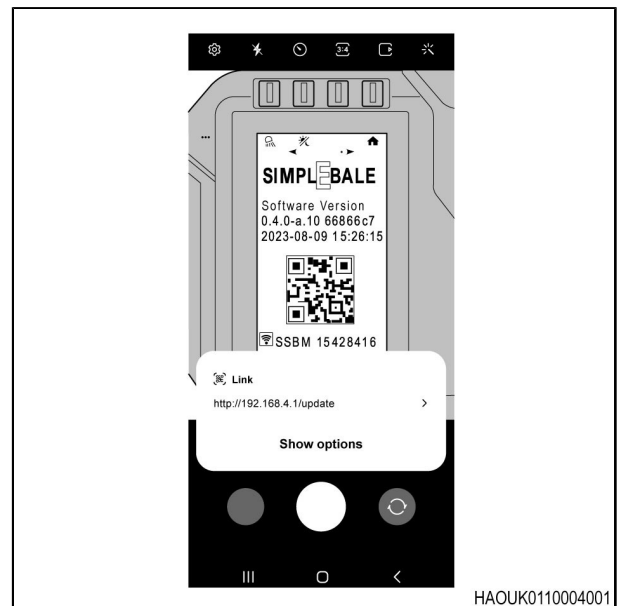 3:4
SIMPLEBALE
Software Version
0.4.0-a.10 66866c7
2023-08-09 15:26:15
SSBM 15428416
Link
http://192.168.4.1/update
Show options
HAOUK0110004001